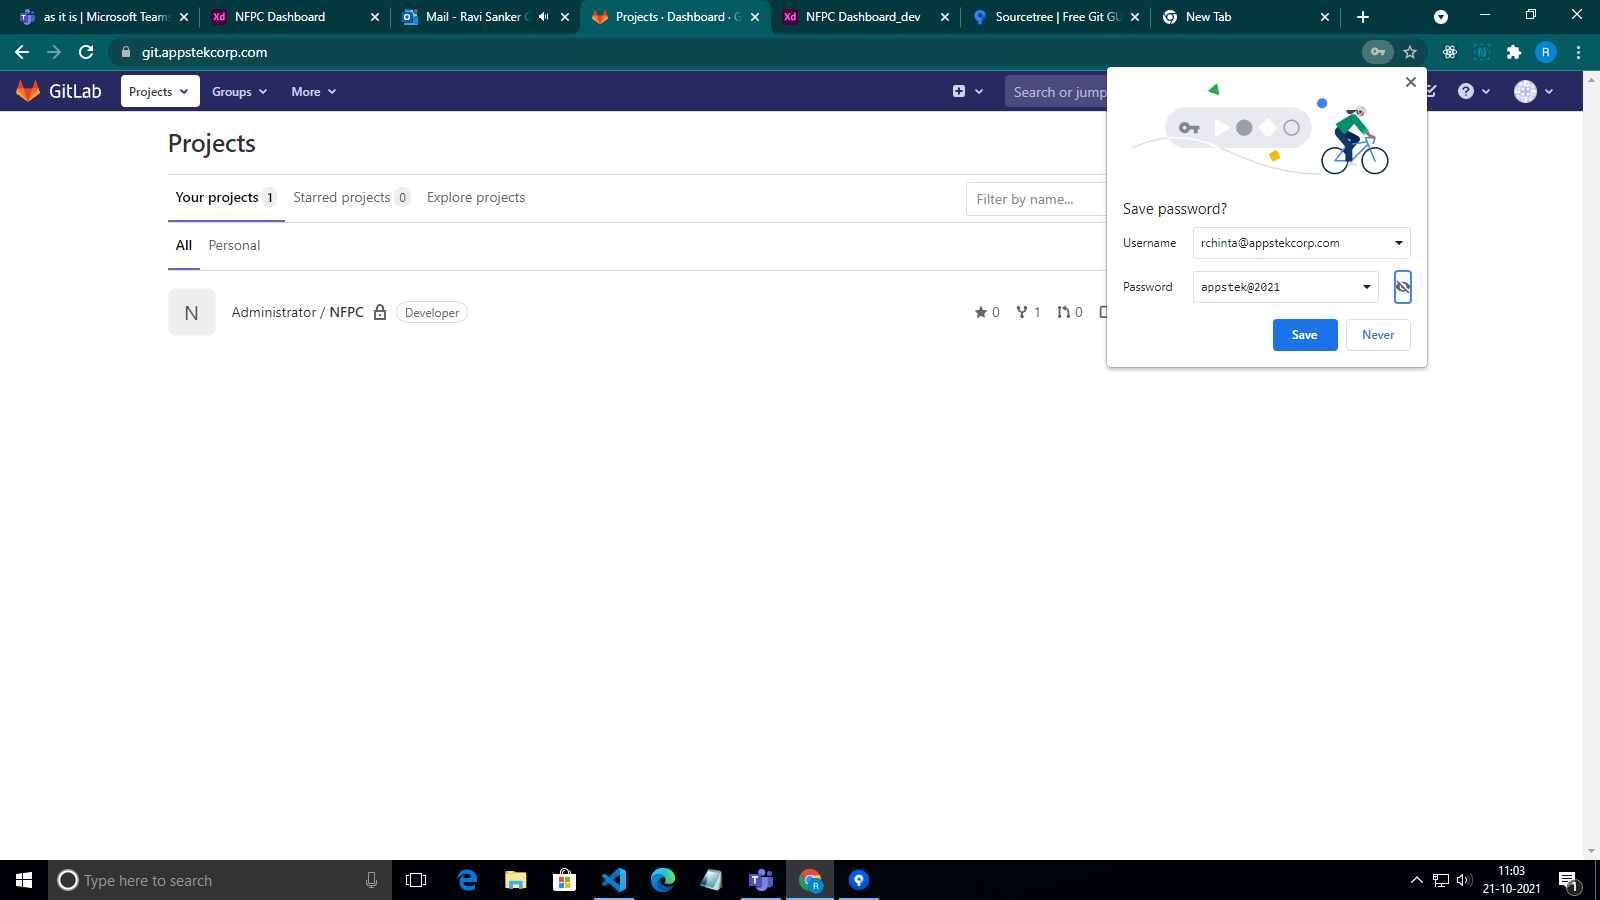 as it is | Microsoft Teams
NFPC Dashboard
Mail - Ravi Sanker C
Projects · Dashboard · G
NFPC Dashboard_dev
Sourcetree | Free Git GU
New Tab
git.appstekcorp.com
R
GitLab
Projects
Groups
More
Search or jump
Projects
Your projects 1
Starred projects 0
Explore projects
Filter by name...
All
Personal
N
Administrator / NFPC
Developer
0
1
0
Save password?
Username
rchinta@appstekcorp.com
Password
appstek@2021
Save
Never
Type here to search
R
11:03
21-10-2021
1